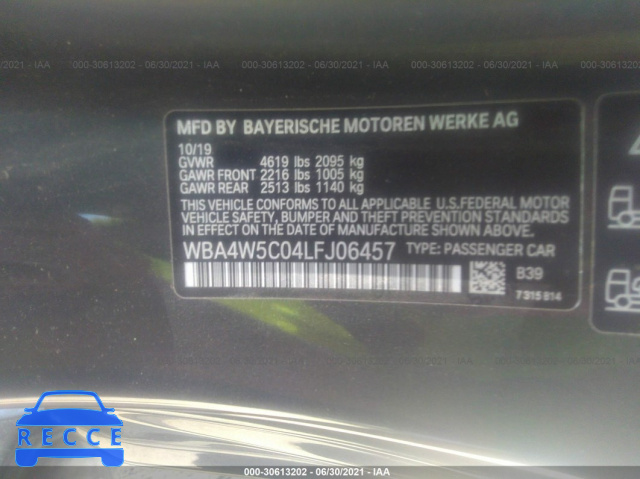 000-30613202 - 06/30/2021 - IAA
MFD BY BAYERISCHE MOTOREN WERKE AG
10/19
GVWR 4619 lbs 2095 kg
GAWR FRONT 2216 lbs 1005 kg
GAWR REAR 2513 lbs 1140 kg
THIS VEHICLE CONFORMS TO ALL APPLICABLE U.S.FEDERAL MOTOR
VEHICLE SAFETY, BUMPER AND THEFT PREVENTION STANDARDS
IN EFFECT ON THE DATE OF MANUFACTURE SHOWN ABOVE.
WBA4W5C04LFJ06457 TYPE: PASSENGER CAR
B39
7315814
RECCE
000-30613202 - 06/30/2021 - IAA